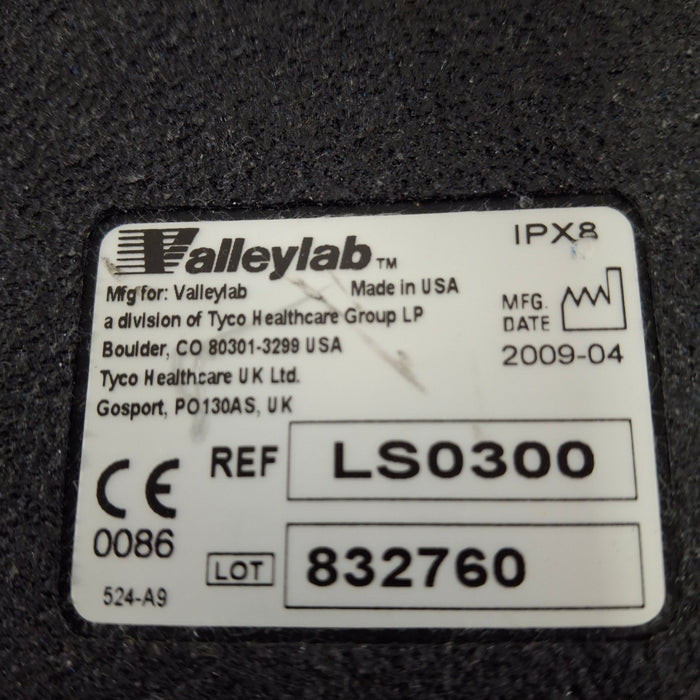 Valleylab™
IPX8
Mfg for: Valleylab Made in USA
a division of Tyco Healthcare Group LP
Boulder, CO 80301-3299 USA
Tyco Healthcare UK Ltd.
Gosport, PO130AS, UK
MFG.
DATE
2009-04
REF LS0300
CE
0086
LOT 832760
524-A9